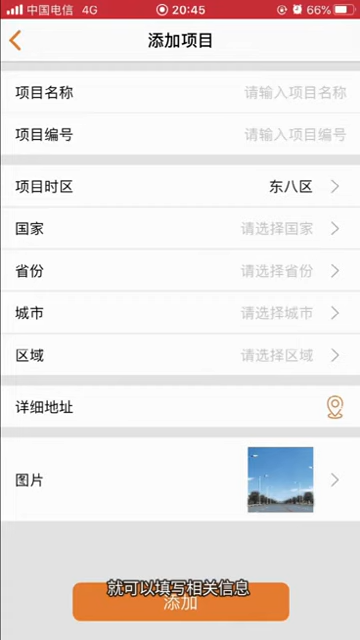 中国电信 4G 20:45 66%
添加项目
项目名称 请输入项目名称
项目编号 请输入项目编号
项目时区 东八区
国家 请选择国家
省份 请选择省份
城市 请选择城市
区域 请选择区域
详细地址
图片
就可以填写相关信息
添加